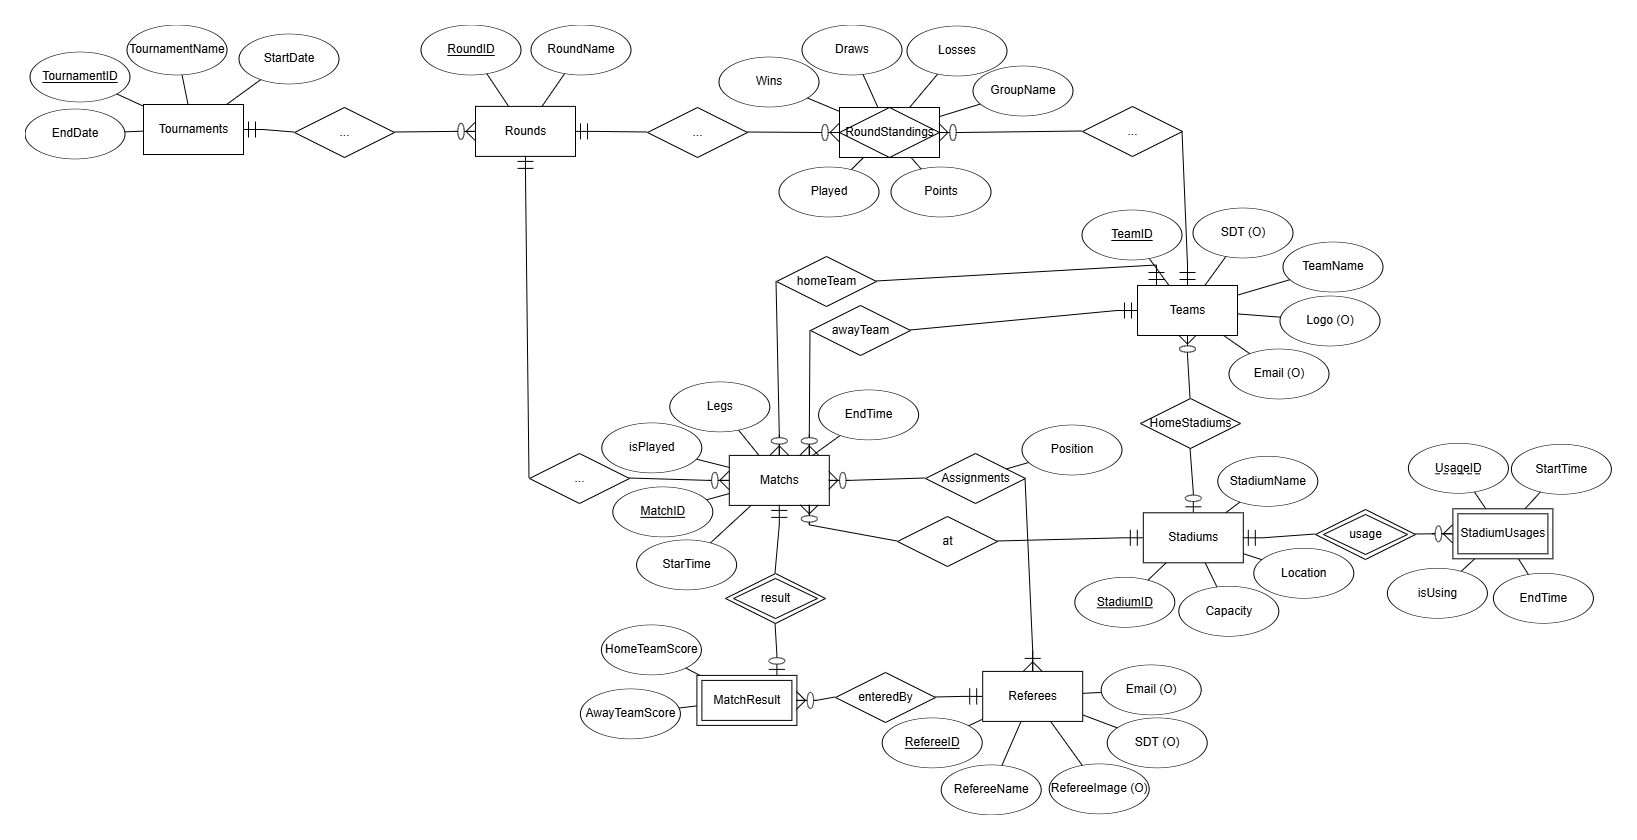 TournamentName
StartDate
TournamentID
EndDate
Tournaments
...
RoundID
RoundName
Rounds
...
Draws
Losses
Wins
GroupName
RoundStandings
Played
Points
...
TeamID
SDT (O)
TeamName
Teams
Logo (O)
Email (O)
homeTeam
awayTeam
HomeStadiums
Legs
EndTime
isPlayed
Matchs
MatchID
StarTime
...
Assignments
Position
at
StadiumName
Stadiums
Location
StadiumID
Capacity
usage
UsageID
StartTime
StadiumUsages
isUsing
EndTime
result
HomeTeamScore
MatchResult
AwayTeamScore
enteredBy
Referees
Email (O)
RefereeID
SDT (O)
RefereeName
RefereeImage (O)